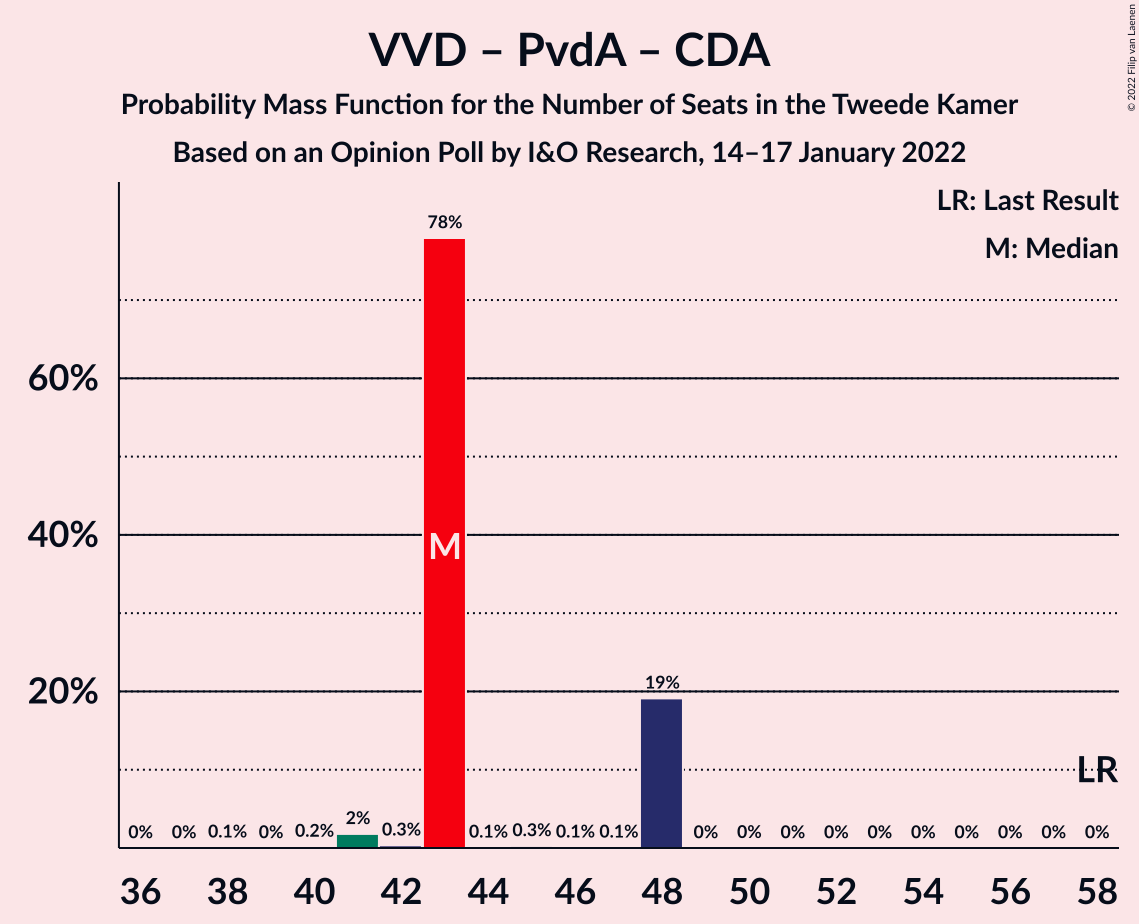 VVD – PvdA – CDA
Probability Mass Function for the Number of Seats in the Tweede Kamer
Based on an Opinion Poll by I&O Research, 14–17 January 2022
© 2022 Filip van Laenen
LR: Last Result
M: Median
78%
60%
M
40%
19%
20%
LR
0% 0% 0.1% 0% 0.2% 2% 0.3% 0.1% 0.3% 0.1% 0.1% 0% 0% 0% 0% 0% 0% 0% 0% 0% 0%
36 38 40 42 44 46 48 50 52 54 56 58